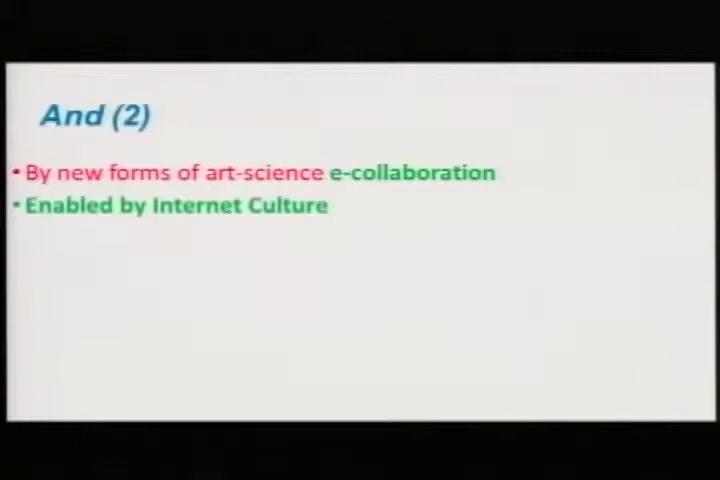 And (2)
• By new forms of art-science e-collaboration
• Enabled by Internet Culture